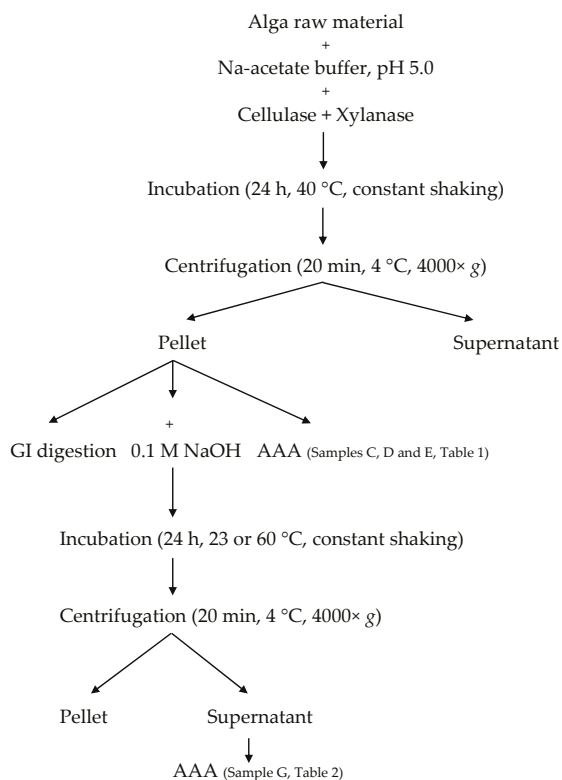 Alga raw material
+
Na-acetate buffer, pH 5.0
+
Cellulase + Xylanase
Incubation (24 h, 40 °C, constant shaking)
Centrifugation (20 min, 4 °C, 4000× g)
Pellet
Supernatant
+
GI digestion
0.1 M NaOH
AAA (Samples C, D and E, Table 1)
Incubation (24 h, 23 or 60 °C, constant shaking)
Centrifugation (20 min, 4 °C, 4000× g)
Pellet
Supernatant
AAA (Sample G, Table 2)